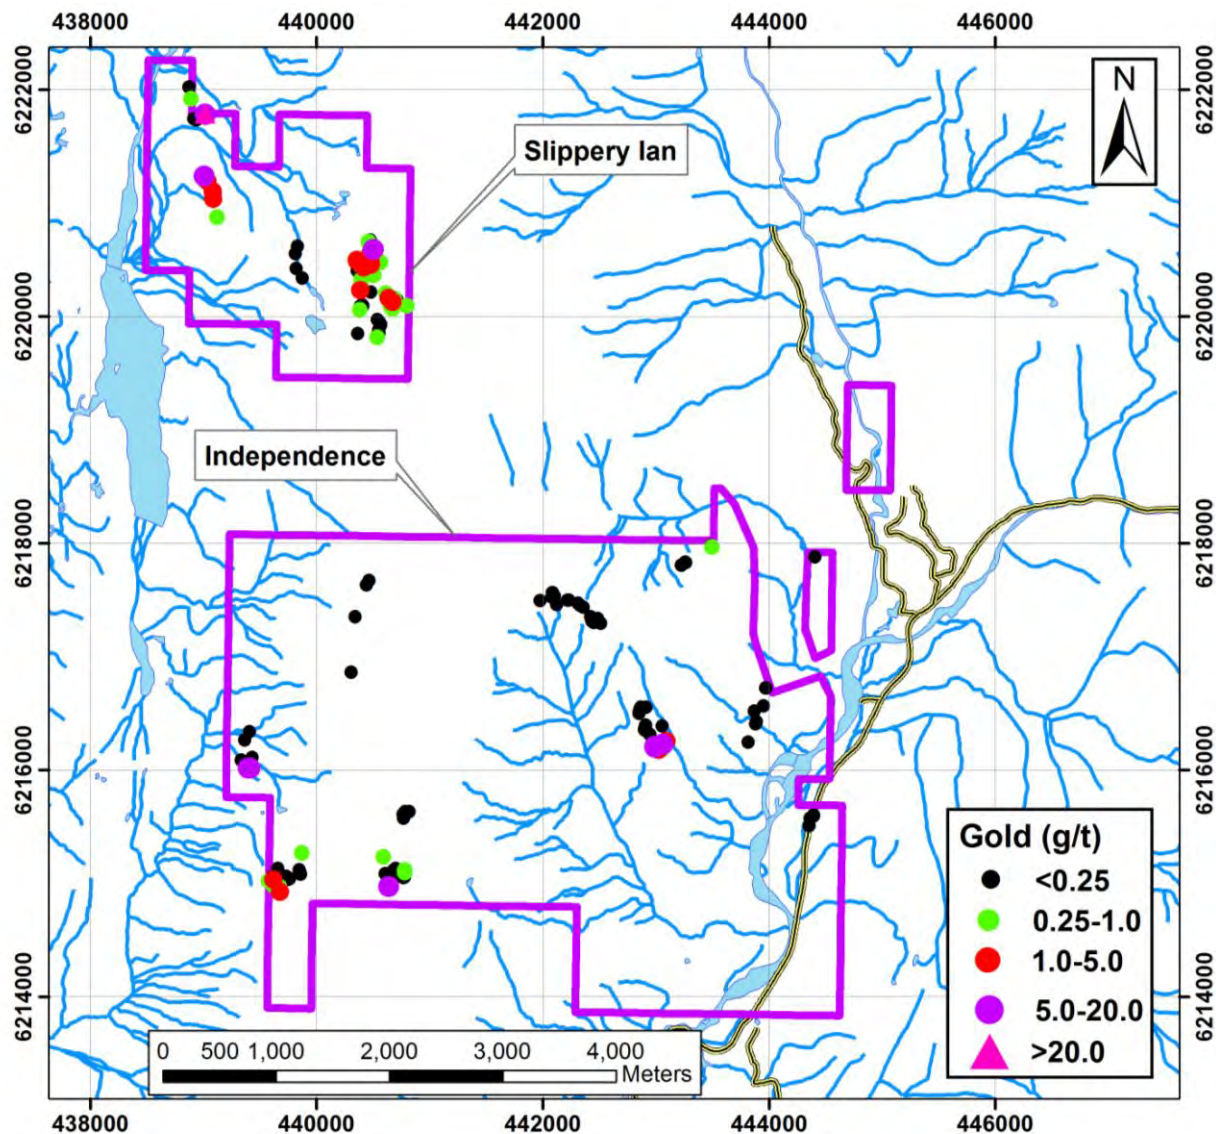 438000 440000 442000 444000 446000
6222000 6222000
N
Slippery Ian
6220000 6220000
Independence
6218000 6218000
6216000 6216000
Gold (g/t)
<0.25
0.25-1.0
1.0-5.0
5.0-20.0
>20.0
6214000 6214000
0 500 1,000 2,000 3,000 4,000
Meters
438000 440000 442000 444000 446000